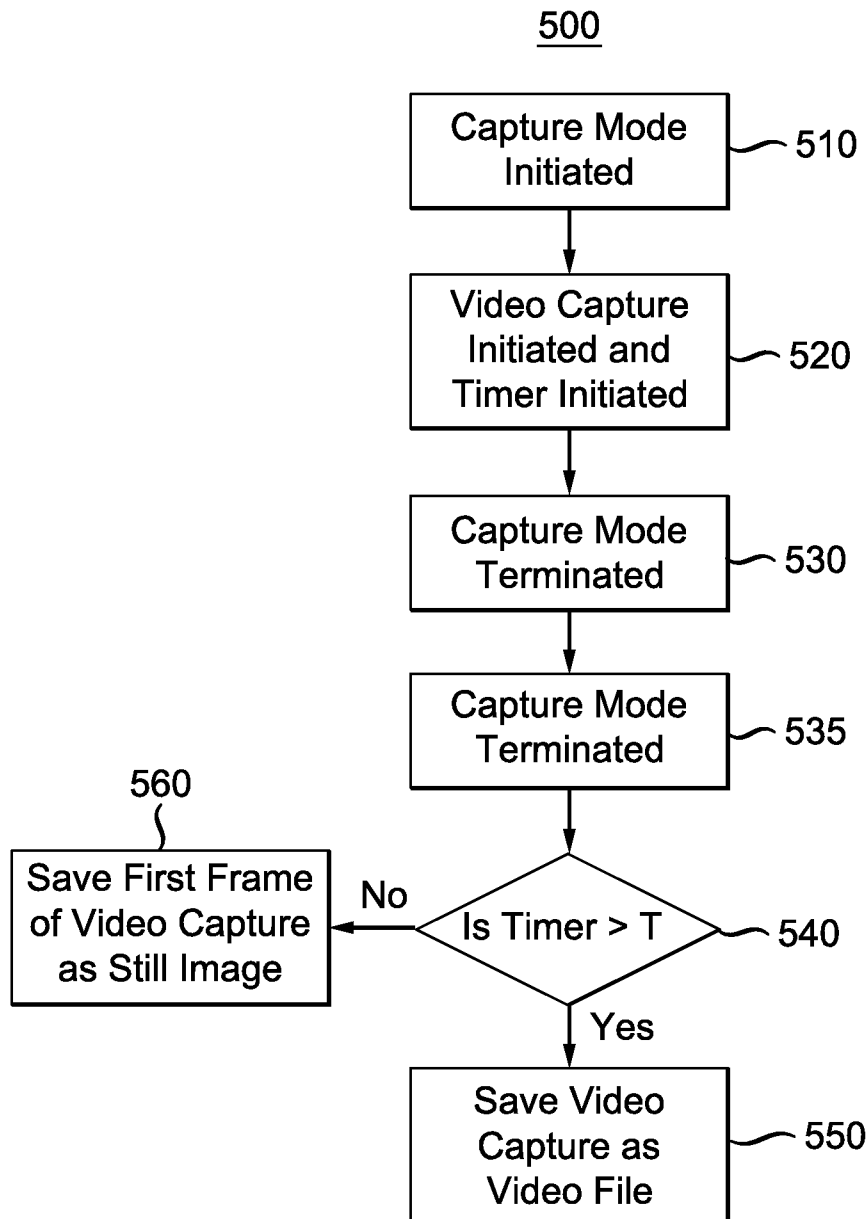 500
Capture Mode
Initiated
510
Video Capture
Initiated and
Timer Initiated
520
Capture Mode
Terminated
530
Capture Mode
Terminated
535
560
Save First Frame
of Video Capture
as Still Image
No
Is Timer > T
540
Yes
Save Video
Capture as
Video File
550